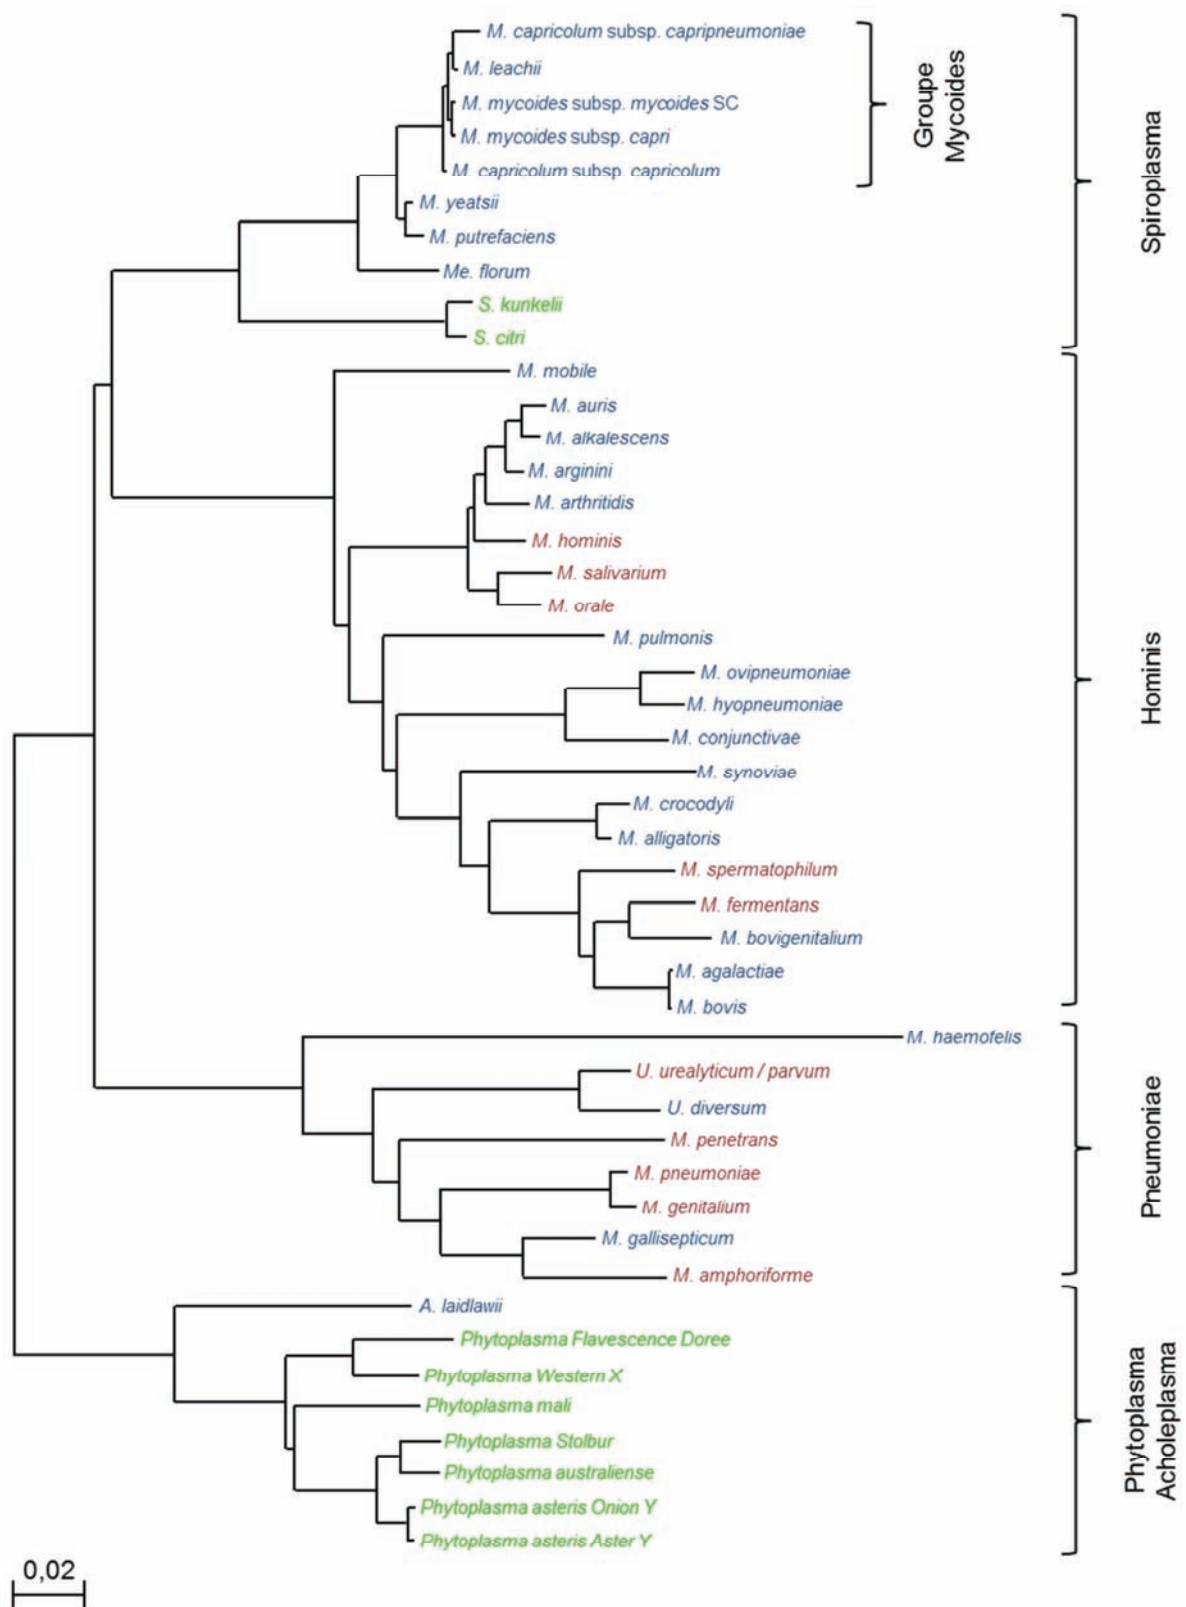 M. capricolum subsp. capripneumoniae
M. leachii
M. mycoides subsp. mycoides SC
M. mycoides subsp. capri
M. capricolum subsp. capricolum
Groupe
Mycoides
M. yeatsii
M. putrefaciens
Me. florum
S. kunkelii
S. citri
Spiroplasma
M. mobile
M. auris
M. alkalescens
M. arginini
M. arthritidis
M. hominis
M. salivarium
M. orale
M. pulmonis
M. ovipneumoniae
M. hyopneumoniae
M. conjunctivae
M. synoviae
M. crocodyli
M. alligatoris
M. spermatophilum
M. fermentans
M. bovigenitalium
M. agalactiae
M. bovis
Hominis
M. haemofelis
U. urealyticum / parvum
U. diversum
M. penetrans
M. pneumoniae
M. genitalium
M. gallisepticum
M. amphoriforme
Pneumoniae
A. laidlawii
Phytoplasma Flavescence Doree
Phytoplasma Western X
Phytoplasma mali
Phytoplasma Stolbur
Phytoplasma australiense
Phytoplasma asteris Onion Y
Phytoplasma asteris Aster Y
Phytoplasma
Acholeplasma
0,02